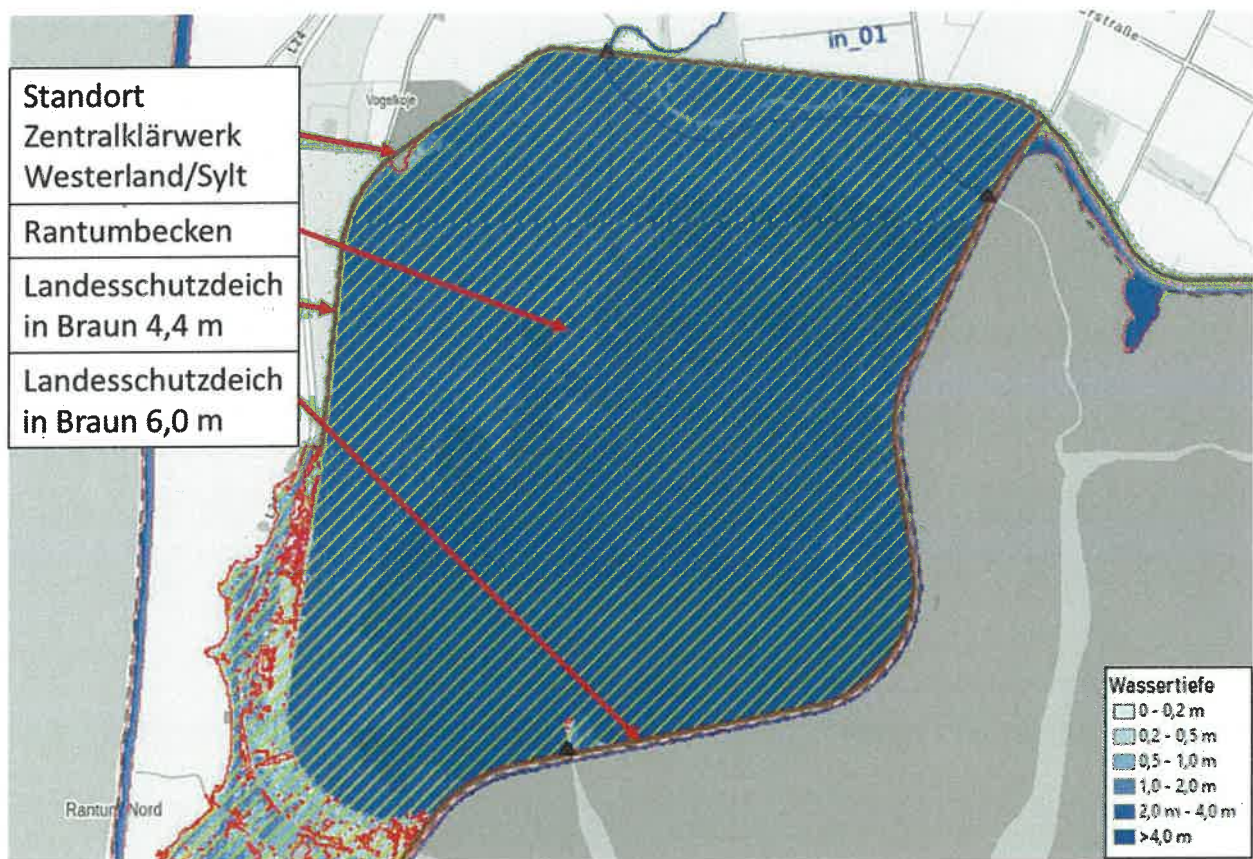 in_01
L24
Vogelkoje
Standort
Zentralklärwerk
Westerland/Sylt
Rantumbecken
Landesschutzdeich
in Braun 4,4 m
Landesschutzdeich
in Braun 6,0 m
Rantum Nord
Wassertiefe
0 - 0,2 m
0,2 - 0,5 m
0,5 - 1,0 m
1,0 - 2,0 m
2,0 m - 4,0 m
>4,0 m